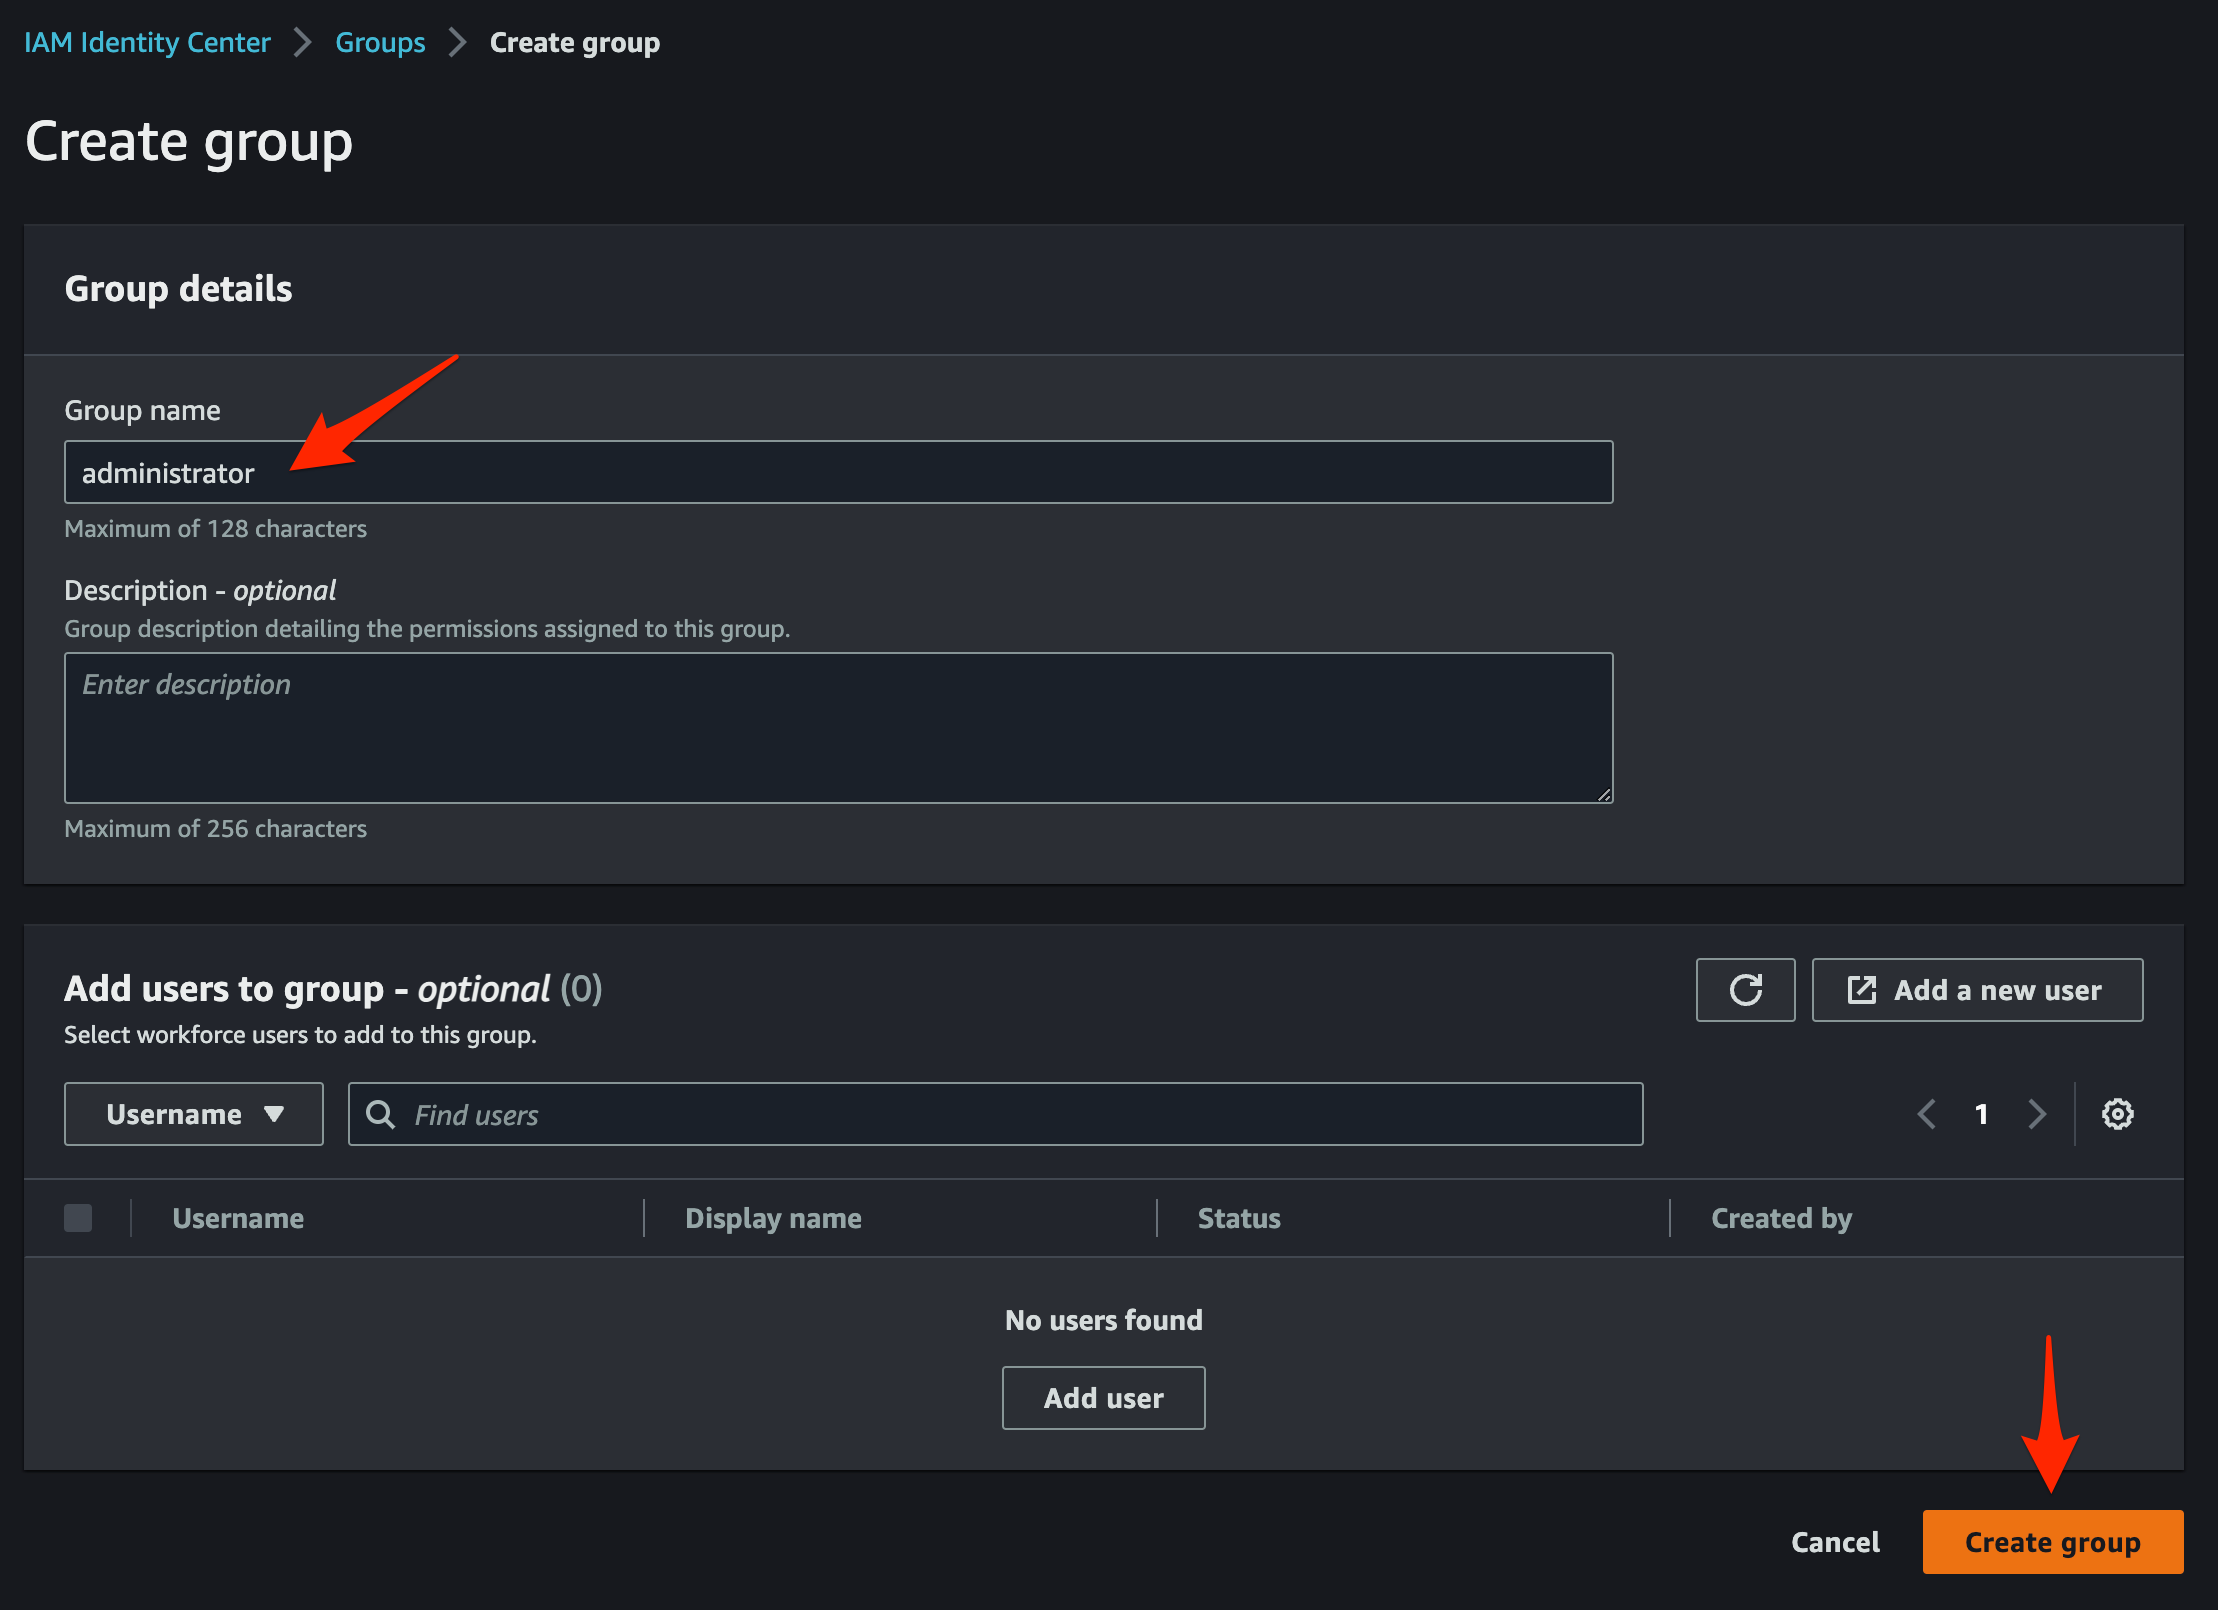 IAM Identity Center > Groups > Create group
Create group
Group details
Group name
administrator
Maximum of 128 characters
Description - optional
Group description detailing the permissions assigned to this group.
Enter description
Maximum of 256 characters
Add users to group - optional (0)
Add a new user
Select workforce users to add to this group.
Username
Find users
1
Username Display name Status Created by
No users found
Add user
Cancel
Create group